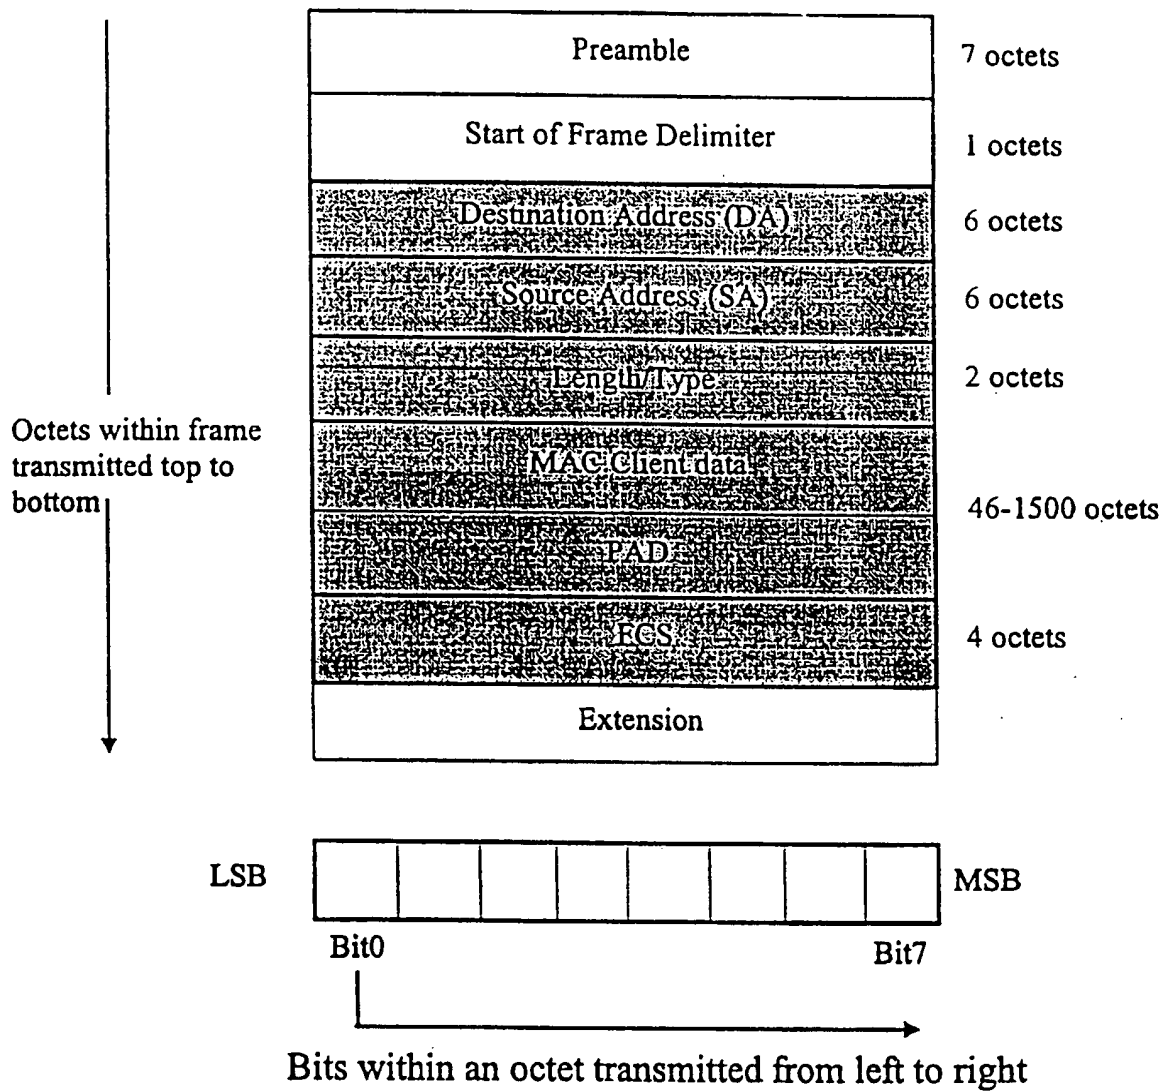 Preamble
7 octets
Start of Frame Delimiter
1 octets
Destination Address (DA)
6 octets
Source Address (SA)
6 octets
Length/Type
2 octets
Octets within frame
transmitted top to
bottom
MAC Client data
46-1500 octets
PAD
FCS
4 octets
Extension
LSB
MSB
Bit0
Bit7
Bits within an octet transmitted from left to right